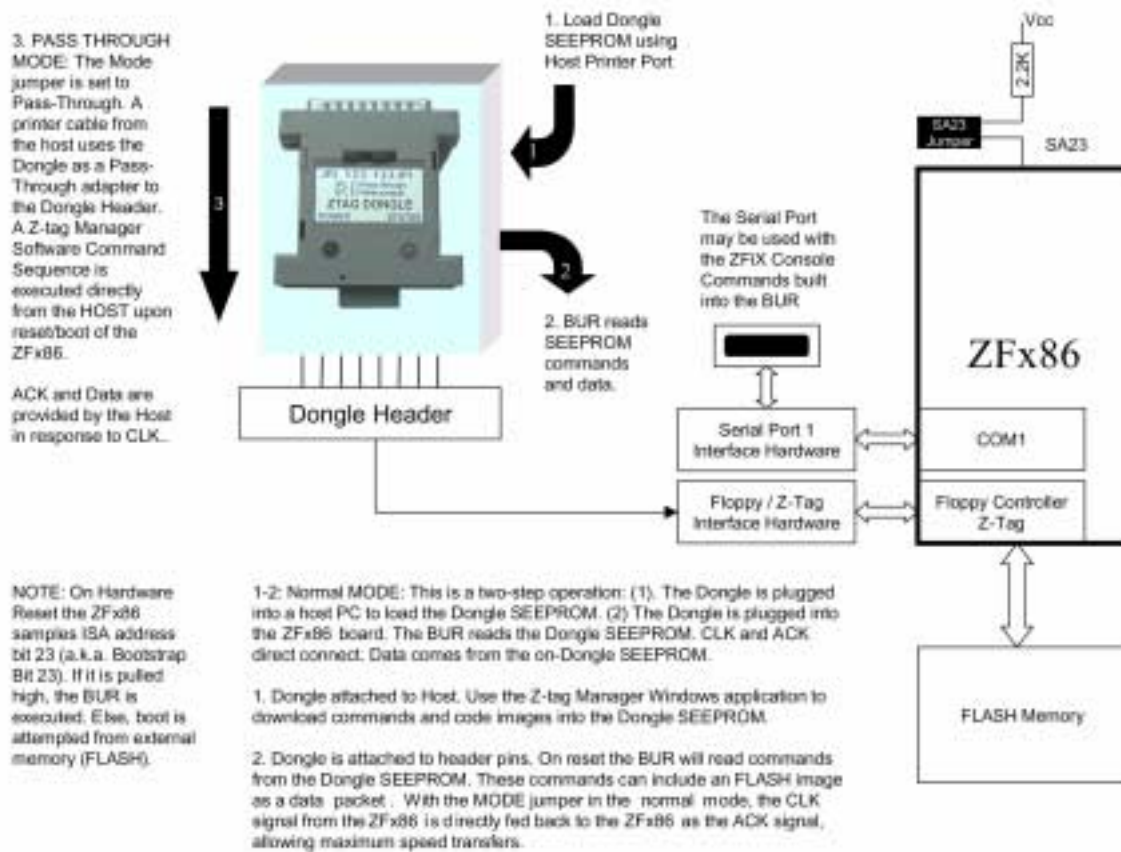 3. PASS THROUGH
MODE: The Mode
jumper is set to
Pass-Through. A
printer cable from
the host uses the
Dongle as a Pass-
Through adapter to
the Dongle Header.
A Z-tag Manager
Software Command
Sequence is
executed directly
from the HOST upon
reset/boot of the
ZFx86.
ACK and Data are
provided by the Host
in response to CLK.
3
ZTAG DONGLE
1. Load Dongle
SEEPROM using
Host Printer Port
1
2
2. BUR reads
SEEPROM
commands
and data.
Dongle Header
Vcc
2.2K
SA23
Jumper
SA23
The Serial Port
may be used with
the ZFiX Console
Commands built
into the BUR
ZFx86
Serial Port 1
Interface Hardware
COM1
Floppy / Z-Tag
Interface Hardware
Floppy Controller
Z-Tag
FLASH Memory
NOTE: On Hardware
Reset the ZFx86
samples ISA address
bit 23 (a.k.a. Bootstrap
Bit 23). If it is pulled
high, the BUR is
executed. Else, boot is
attempted from external
memory (FLASH).
1-2: Normal MODE: This is a two-step operation: (1). The Dongle is plugged
into a host PC to load the Dongle SEEPROM. (2) The Dongle is plugged into
the ZFx86 board. The BUR reads the Dongle SEEPROM. CLK and ACK
direct connect. Data comes from the on-Dongle SEEPROM.
1. Dongle attached to Host. Use the Z-tag Manager Windows application to
download commands and code images into the Dongle SEEPROM.
2. Dongle is attached to header pins. On reset the BUR will read commands
from the Dongle SEEPROM. These commands can include an FLASH image
as a data packet . With the MODE jumper in the normal mode, the CLK
signal from the ZFx86 is directly fed back to the ZFx86 as the ACK signal,
allowing maximum speed transfers.